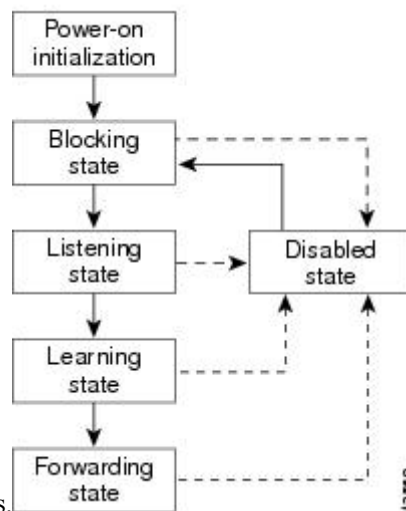 Power-on
initialization
Blocking
state
Listening
state
Disabled
state
Learning
state
Forwarding
state
s.